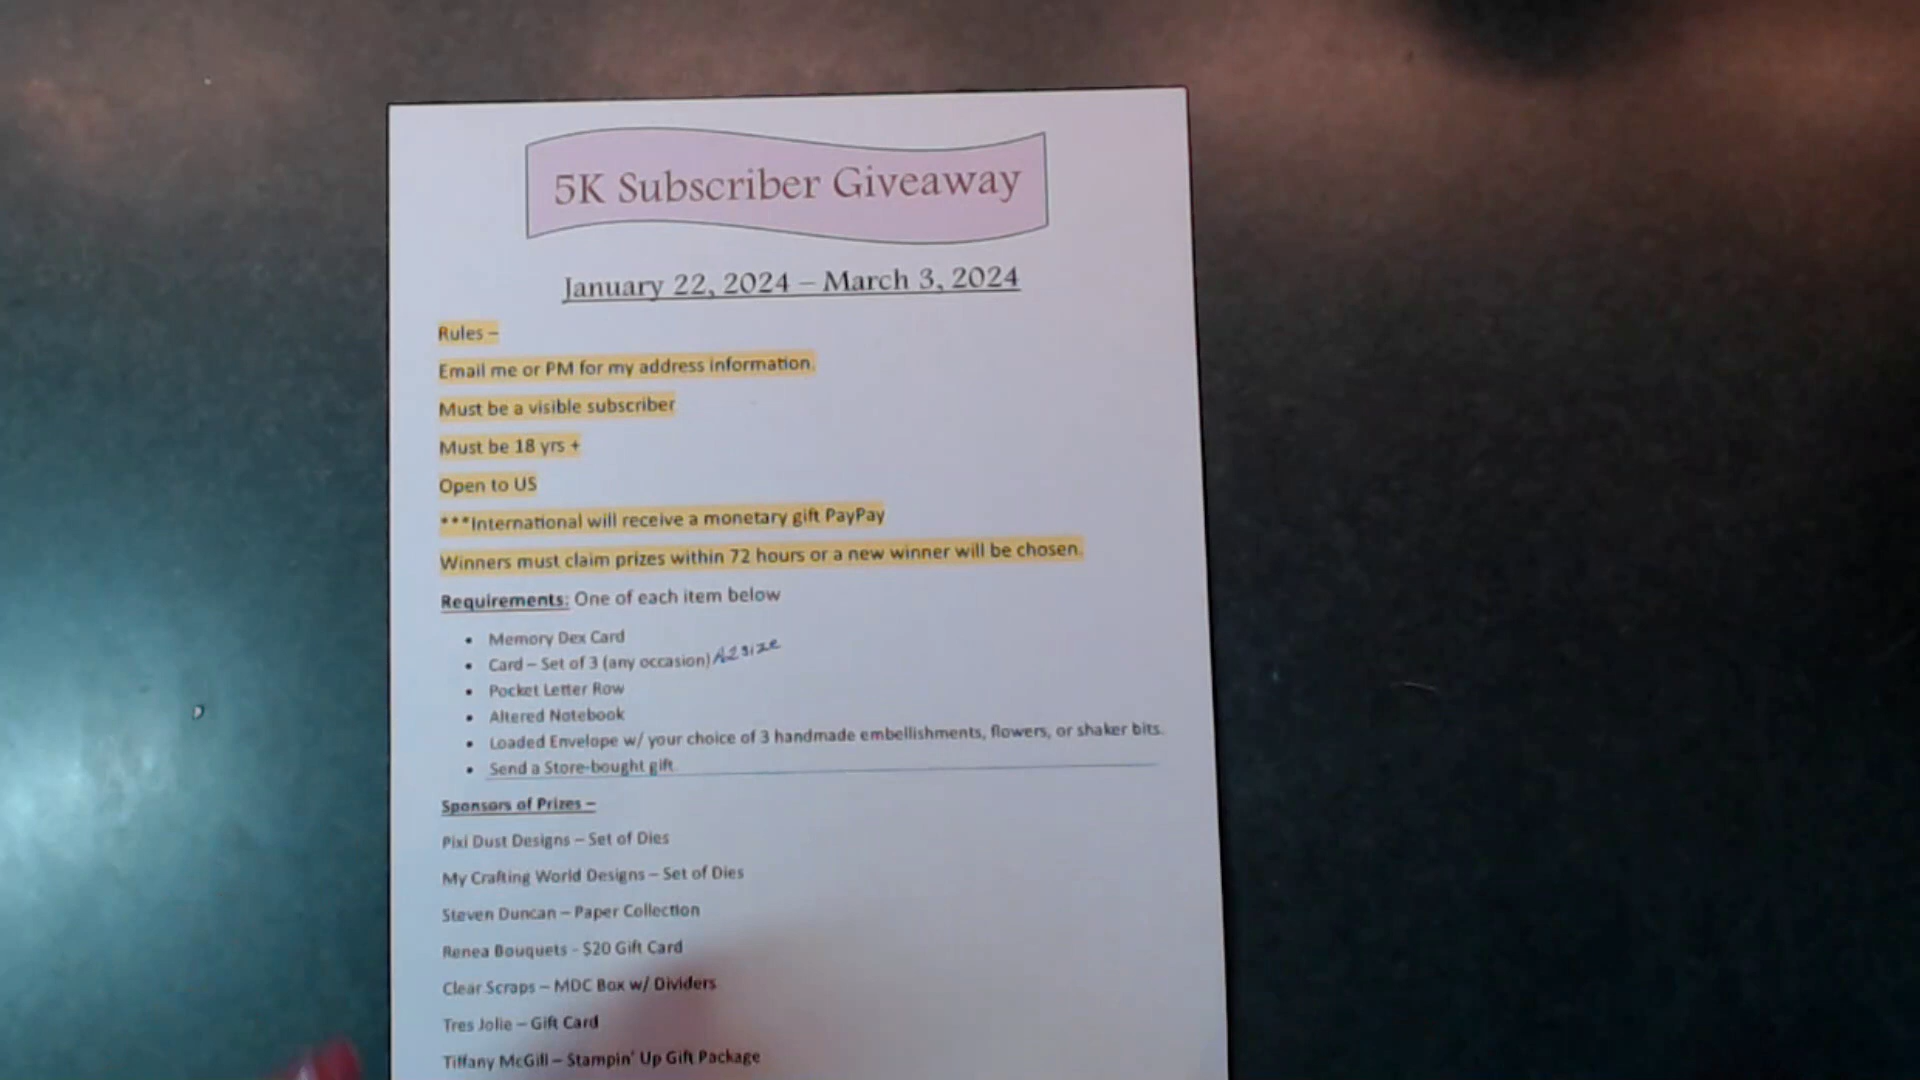 5K Subscriber Giveaway
January 22, 2024 – March 3, 2024
Rules –
Email me or PM for my address information.
Must be a visible subscriber
Must be 18 yrs +
Open to US
***International will receive a monetary gift PayPay
Winners must claim prizes within 72 hours or a new winner will be chosen.
Requirements: One of each item below
• Memory Dex Card
• Card – Set of 3 (any occasion) A2 size
• Pocket Letter Row
• Altered Notebook
• Loaded Envelope w/ your choice of 3 handmade embellishments, flowers, or shaker bits.
• Send a Store-bought gift.
Sponsors of Prizes –
Pixi Dust Designs – Set of Dies
My Crafting World Designs – Set of Dies
Steven Duncan – Paper Collection
Renea Bouquets - $20 Gift Card
Clear Scraps – MDC Box w/ Dividers
Tres Jolie – Gift Card
Tiffany McGill – Stampin' Up Gift Package